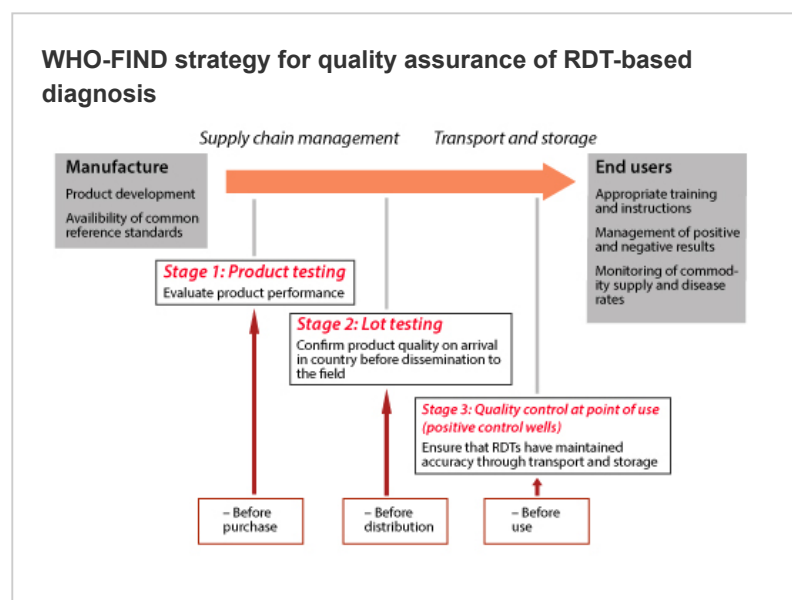 WHO-FIND strategy for quality assurance of RDT-based
diagnosis
Supply chain management
Transport and storage
Manufacture
Product development
Availibility of common
reference standards
End users
Appropriate training
and instructions
Management of positive
and negative results
Monitoring of commod-
ity supply and disease
rates
Stage 1: Product testing
Evaluate product performance
Stage 2: Lot testing
Confirm product quality on arrival
in country before dissemination to
the field
Stage 3: Quality control at point of use
(positive control wells)
Ensure that RDTs have maintained
accuracy through transport and storage
– Before
purchase
– Before
distribution
– Before
use